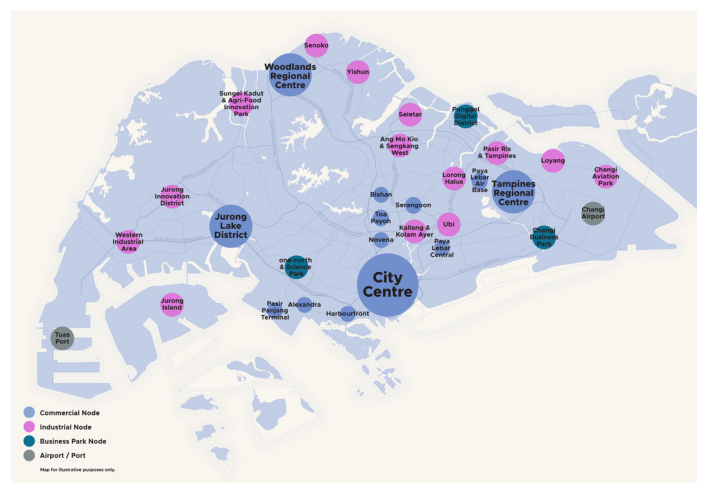 Senoko
Woodlands
Regional
Centre
Yishun
Sungei Kadut
& Agri-Food
Innovation
Park
Seletar
Punggol
Digital
District
Ang Mo Kio
& Sengkang
West
Pasir Ris
& Tampines
Loyang
Changi
Aviation
Park
Lorong
Halus
Paya
Lebar
Air
Base
Tampines
Regional
Centre
Jurong
Innovation
District
Bishan
Serangoon
Toa
Payoh
Changi
Airport
Jurong
Lake
District
Kallang &
Kolam Ayer
Ubi
Western
Industrial
Area
Novena
Paya
Lebar
Central
Changi
Business
Park
one-north
& Science
Park
City
Centre
Jurong
Island
Pasir
Panjang
Terminal
Alexandra
Harbourfront
Tuas
Port
Commercial Node
Industrial Node
Business Park Node
Airport / Port
Map for illustrative purposes only.